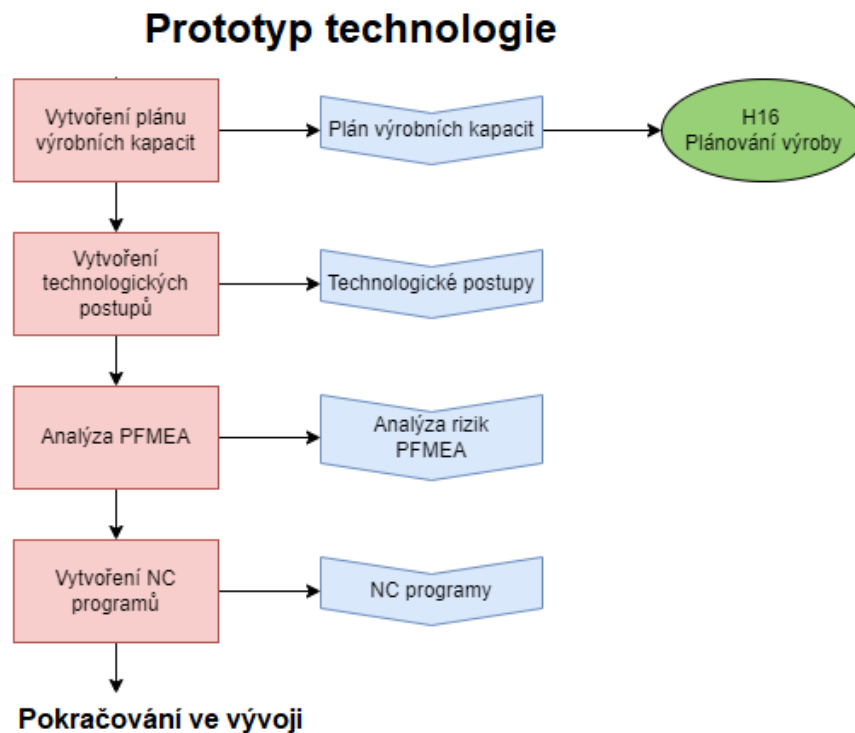 Prototyp technologie
Vytvoření plánu
výrobních kapacit
Plán výrobních kapacit
H16
Plánování výroby
Vytvoření
technologických
postupů
Technologické postupy
Analýza PFMEA
Analýza rizik
PFMEA
Vytvoření NC
programů
NC programy
Pokračování ve vývoji